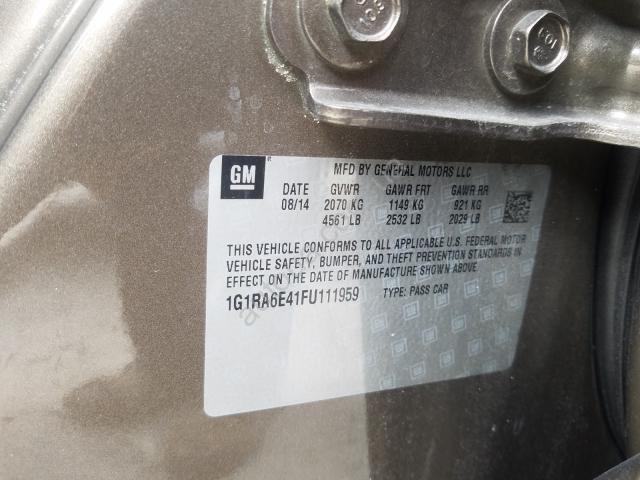 GM
MFD BY GENERAL MOTORS LLC
DATE GVWR GAWR FRT GAWR RR
08/14 2070 KG 1149 KG 921 KG
4561 LB 2532 LB 2029 LB
THIS VEHICLE CONFORMS TO ALL APPLICABLE U.S. FEDERAL MOTOR
VEHICLE SAFETY, BUMPER, AND THEFT PREVENTION STANDARDS IN
EFFECT ON THE DATE OF MANUFACTURE SHOWN ABOVE.
1G1RA6E41FU111959 TYPE: PASS CAR